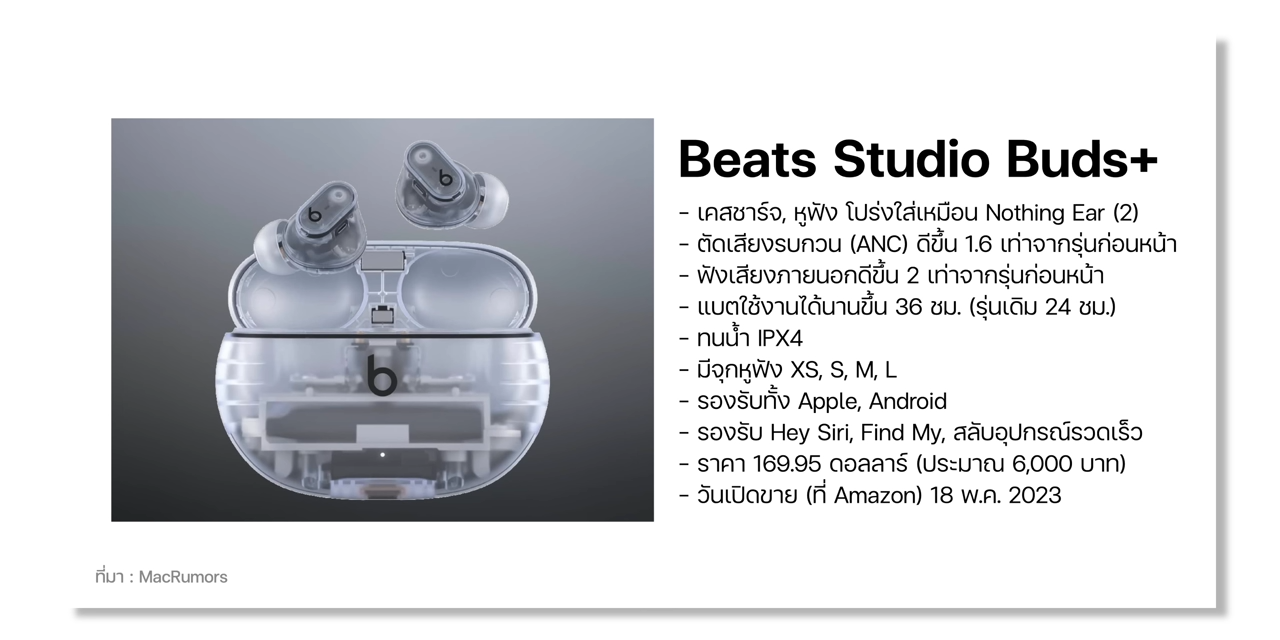 Beats Studio Buds+
- เคสชาร์จ, หูฟัง โปร่งใส่เหมือน Nothing Ear (2)
- ตัดเสียงรบกวน (ANC) ดีขึ้น 1.6 เท่าจากรุ่นก่อนหน้า
- ฟังเสียงภายนอกดีขึ้น 2 เท่าจากรุ่นก่อนหน้า
- แบตใช้งานได้นานขึ้น 36 ชม. (รุ่นเดิม 24 ชม.)
- ทนน้ำ IPX4
- มีจุกหูฟัง XS, S, M, L
- รองรับทั้ง Apple, Android
- รองรับ Hey Siri, Find My, สลับอุปกรณ์รวดเร็ว
- ราคา 169.95 ดอลลาร์ (ประมาณ 6,000 บาท)
- วันเปิดขาย (ที่ Amazon) 18 พ.ค. 2023
ที่มา : MacRumors